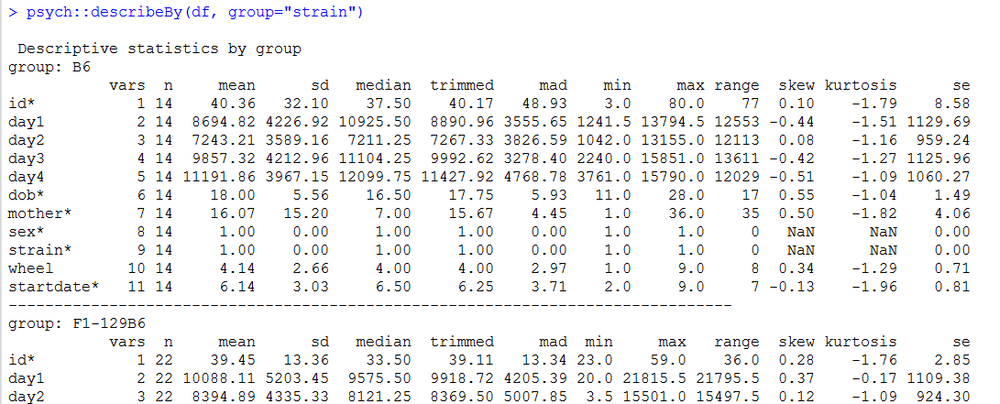 > psych::describeBy(df, group="strain")
Descriptive statistics by group
group: B6
vars n mean sd median trimmed mad min max range skew kurtosis se
id* 1 14 40.36 32.10 37.50 40.17 48.93 3.0 80.0 77 0.10 -1.79 8.58
day1 2 14 8694.82 4226.92 10925.50 8890.96 3555.65 1241.5 13794.5 12553 -0.44 -1.51 1129.69
day2 3 14 7243.21 3589.16 7211.25 7267.33 3826.59 1042.0 13155.0 12113 0.08 -1.16 959.24
day3 4 14 9857.32 4212.96 11104.25 9992.62 3278.40 2240.0 15851.0 13611 -0.42 -1.27 1125.96
day4 5 14 11191.86 3967.15 12099.75 11427.92 4768.78 3761.0 15790.0 12029 -0.51 -1.09 1060.27
dob* 6 14 18.00 5.56 16.50 17.75 5.93 11.0 28.0 17 0.55 -1.04 1.49
mother* 7 14 16.07 15.20 7.00 15.67 4.45 1.0 36.0 35 0.50 -1.82 4.06
sex* 8 14 1.00 0.00 1.00 1.00 0.00 1.0 1.0 0 NaN NaN 0.00
strain* 9 14 1.00 0.00 1.00 1.00 0.00 1.0 1.0 0 NaN NaN 0.00
wheel 10 14 4.14 2.66 4.00 4.00 2.97 1.0 9.0 8 0.34 -1.29 0.71
startdate* 11 14 6.14 3.03 6.50 6.25 3.71 2.0 9.0 7 -0.13 -1.96 0.81
-------------------------------------------------------------------------------
group: F1-129B6
vars n mean sd median trimmed mad min max range skew kurtosis se
id* 1 22 39.45 13.36 33.50 39.11 13.34 23.0 59.0 36.0 0.28 -1.76 2.85
day1 2 22 10088.11 5203.45 9575.50 9918.72 4205.39 20.0 21815.5 21795.5 0.37 -0.17 1109.38
day2 3 22 8394.89 4335.33 8121.25 8369.50 5007.85 3.5 15501.0 15497.5 0.12 -1.09 924.30